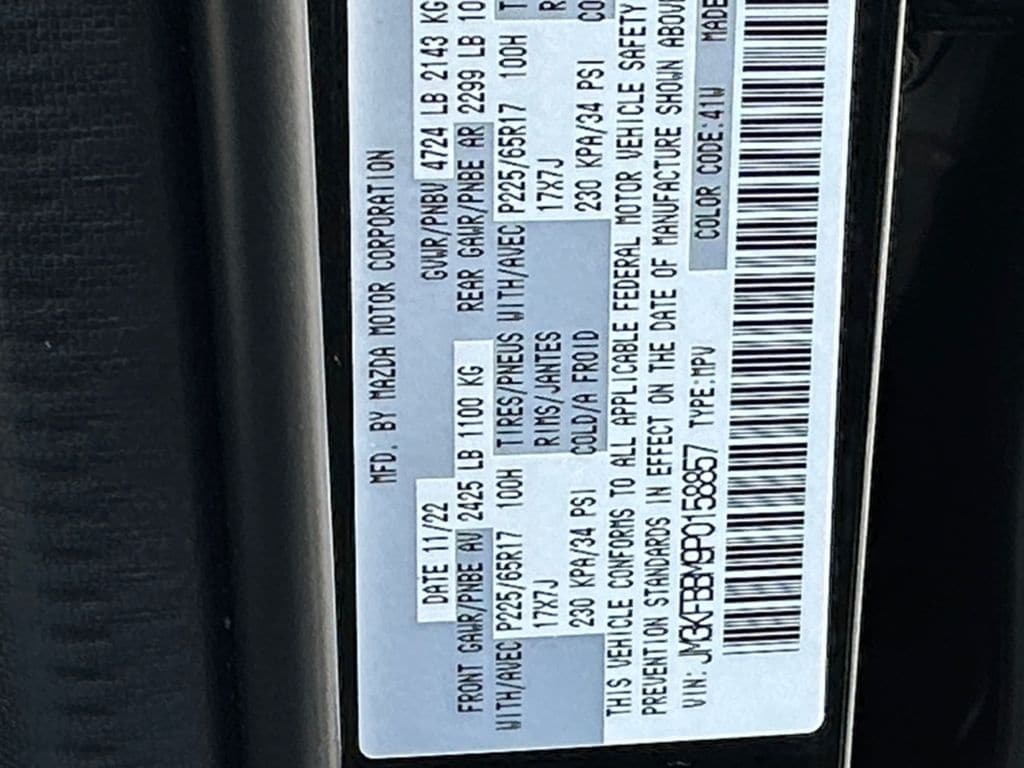 MFD. BY MAZDA MOTOR CORPORATION
DATE 11/22 GVWR/PNBV 4724 LB 2143 KG
FRONT GAWR/PNBE AV 2425 LB 1100 KG REAR GAWR/PNBE AR 2299 LB 10
WITH/AVEC P225/65R17 100H TIRES/PNEUS WITH/AVEC P225/65R17 100H T
17X7J RIMS/JANTES 17X7J R
230 KPA/34 PSI COLD/A FROID 230 KPA/34 PSI CO
THIS VEHICLE CONFORMS TO ALL APPLICABLE FEDERAL MOTOR VEHICLE SAFETY
PREVENTION STANDARDS IN EFFECT ON THE DATE OF MANUFACTURE SHOWN ABOVE
VIN: JM3KFBBM9P0158857 TYPE:MPV COLOR CODE:41W MADE